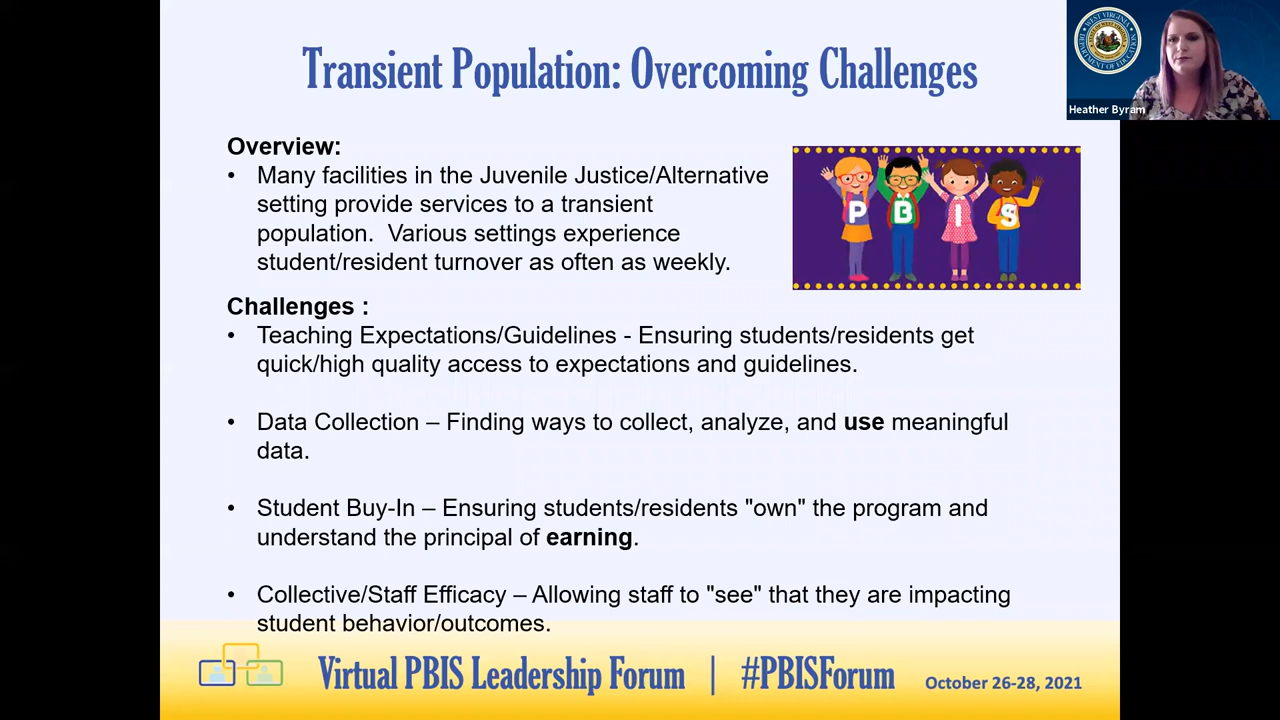 Transient Population: Overcoming Challenges
WEST VIRGINIA
DEPARTMENT OF EDUCATION
Heather Byram
Overview:
• Many facilities in the Juvenile Justice/Alternative
setting provide services to a transient
population.  Various settings experience
student/resident turnover as often as weekly.
P B I S
Challenges :
• Teaching Expectations/Guidelines - Ensuring students/residents get
quick/high quality access to expectations and guidelines.
• Data Collection – Finding ways to collect, analyze, and use meaningful
data.
• Student Buy-In – Ensuring students/residents "own" the program and
understand the principal of earning.
• Collective/Staff Efficacy – Allowing staff to "see" that they are impacting
student behavior/outcomes.
Virtual PBIS Leadership Forum | #PBISForum October 26-28, 2021